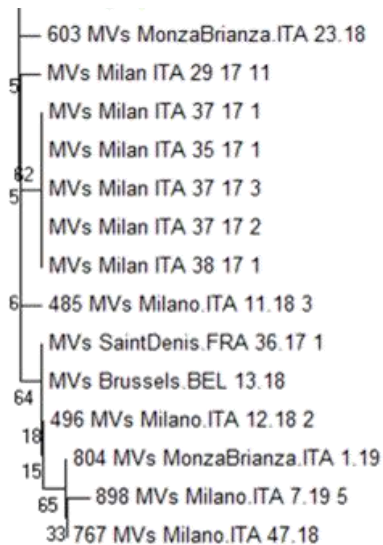 603 MVs MonzaBrianza.ITA 23.18
MVs Milan ITA 29 17 11
5
MVs Milan ITA 37 17 1
MVs Milan ITA 35 17 1
62
MVs Milan ITA 37 17 3
5
MVs Milan ITA 37 17 2
MVs Milan ITA 38 17 1
6
485 MVs Milano.ITA 11.18 3
MVs SaintDenis.FRA 36.17 1
MVs Brussels.BEL 13.18
64
496 MVs Milano.ITA 12.18 2
18
804 MVs MonzaBrianza.ITA 1.19
15
898 MVs Milano.ITA 7.19 5
65
33 767 MVs Milano.ITA 47.18